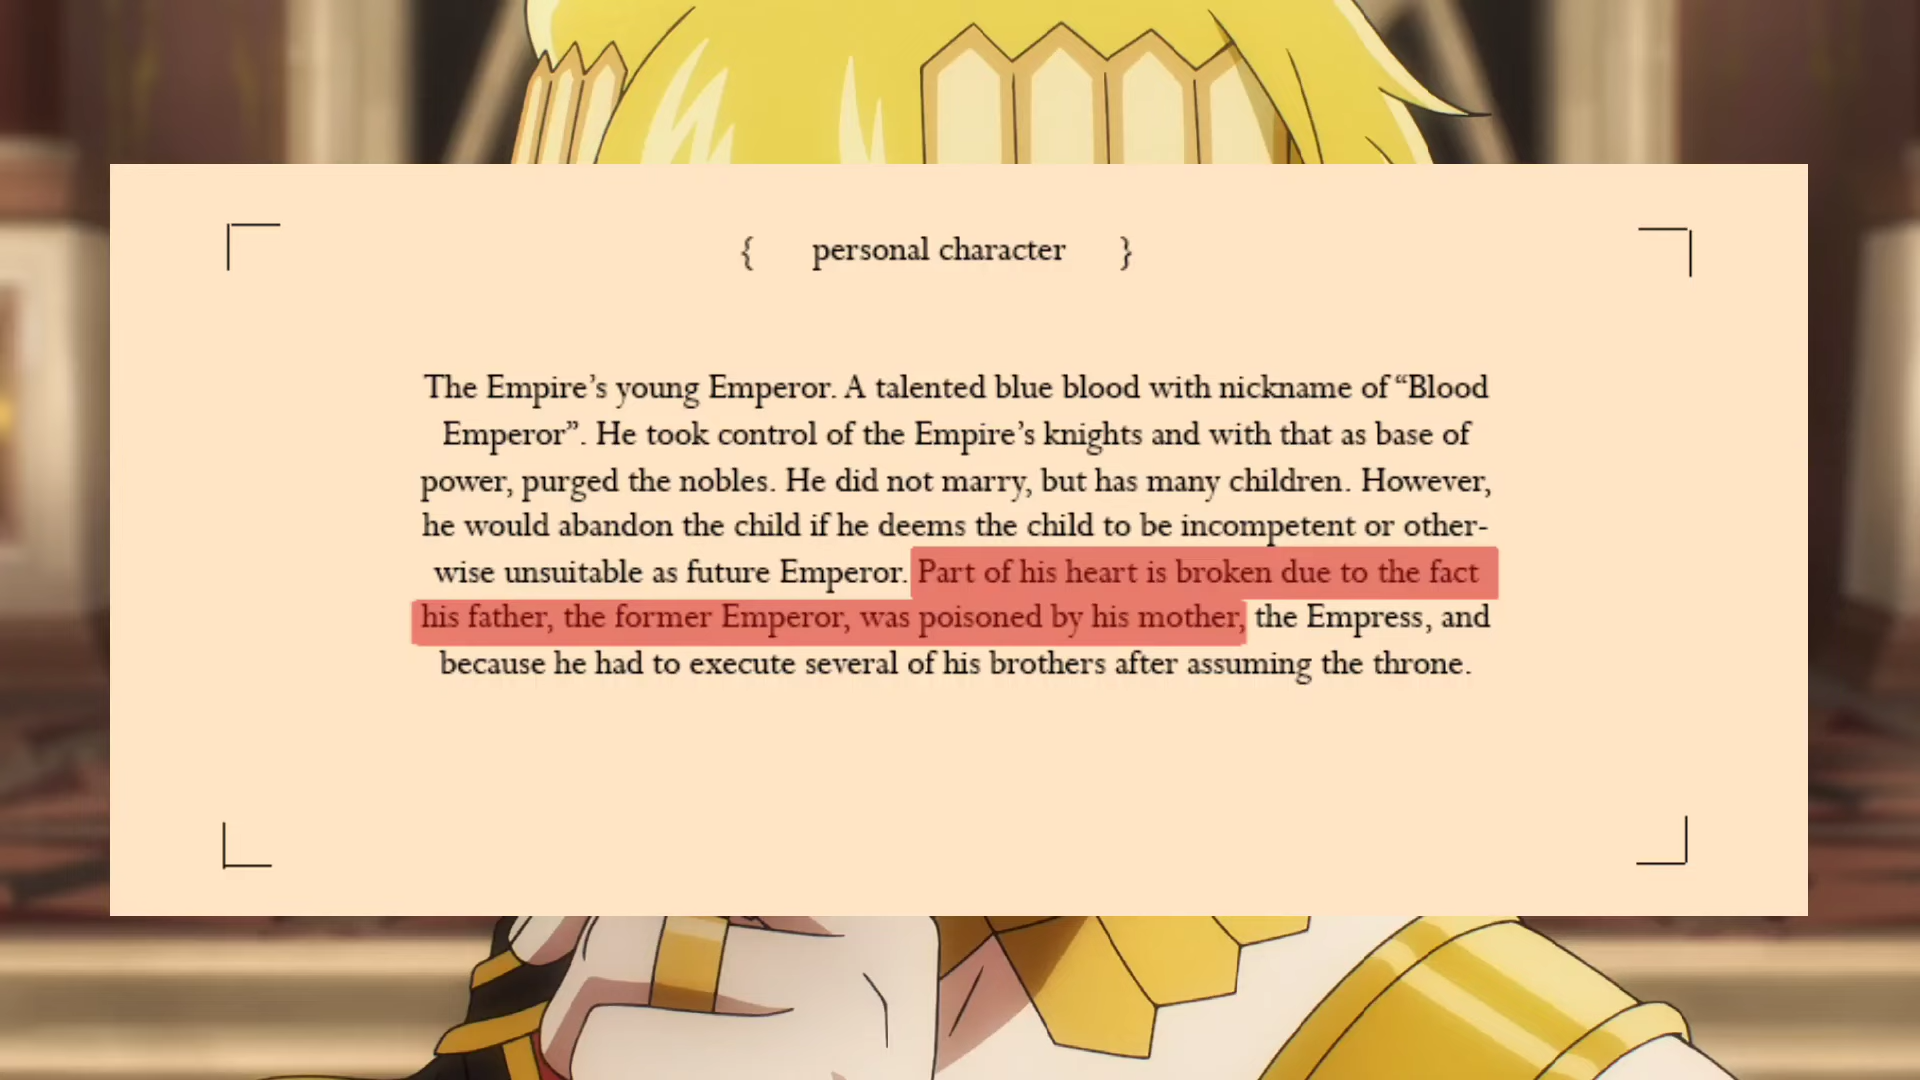 { personal character }
The Empire’s young Emperor. A talented blue blood with nickname of “Blood
Emperor”. He took control of the Empire’s knights and with that as base of
power, purged the nobles. He did not marry, but has many children. However,
he would abandon the child if he deems the child to be incompetent or other-
wise unsuitable as future Emperor. Part of his heart is broken due to the fact
his father, the former Emperor, was poisoned by his mother, the Empress, and
because he had to execute several of his brothers after assuming the throne.